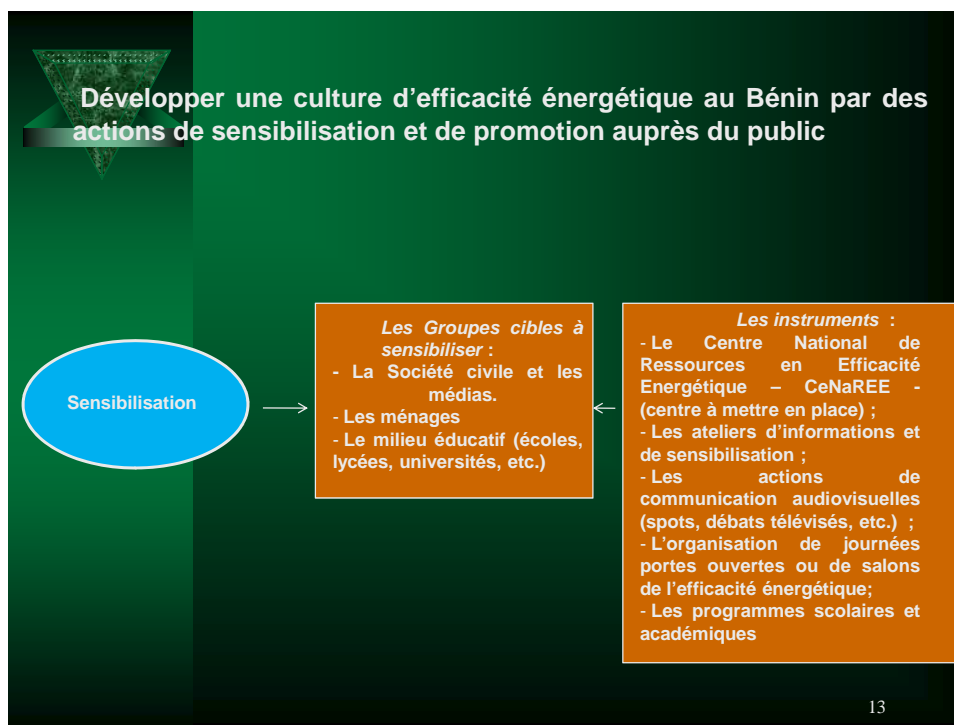 Développer une culture d’efficacité énergétique au Bénin par des
actions de sensibilisation et de promotion auprès du public
Sensibilisation
Les Groupes cibles à
sensibiliser :
- La Société civile et les
médias.
- Les ménages
- Le milieu éducatif (écoles,
lycées, universités, etc.)
Les instruments :
- Le Centre National de
Ressources en Efficacité
Energétique – CeNaREE -
(centre à mettre en place) ;
- Les ateliers d’informations et
de sensibilisation ;
- Les actions de
communication audiovisuelles
(spots, débats télévisés, etc.) ;
- L’organisation de journées
portes ouvertes ou de salons
de l’efficacité énergétique;
- Les programmes scolaires et
académiques
13